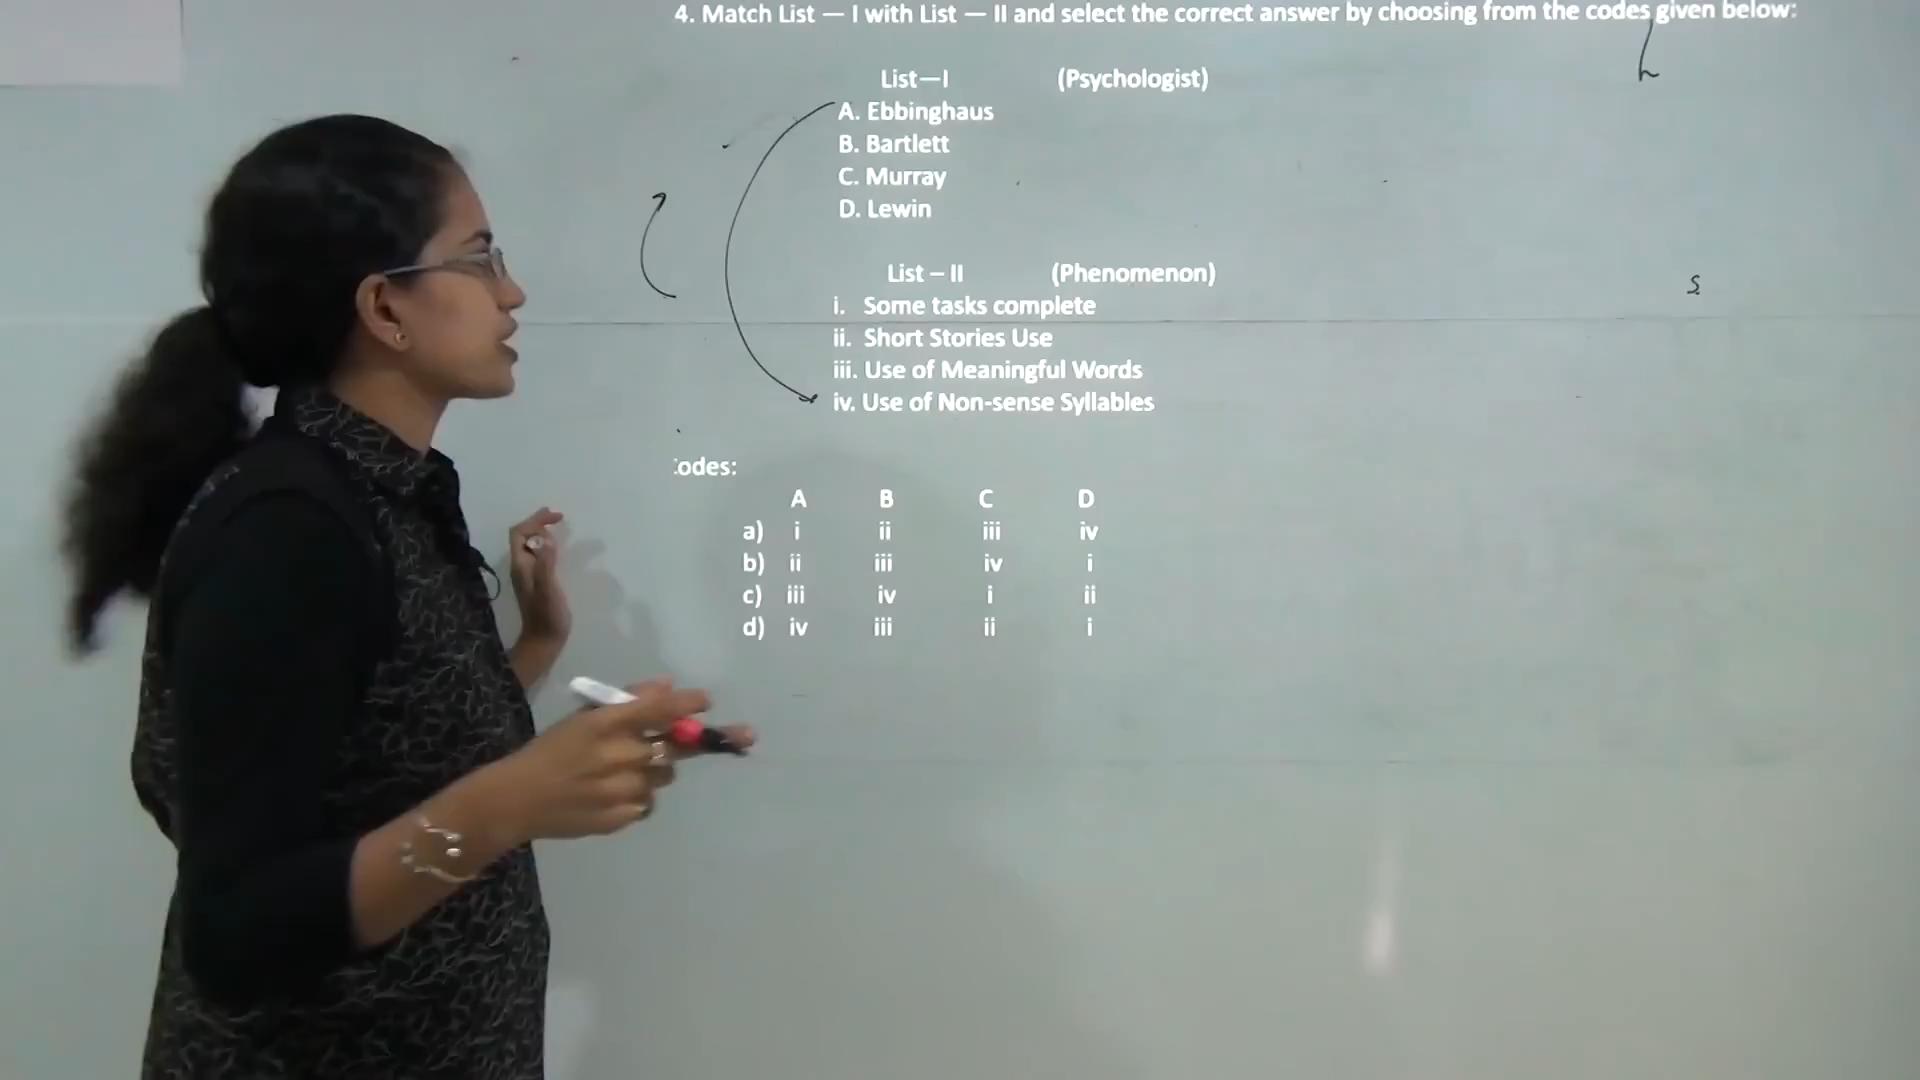 4. Match List — I with List — II and select the correct answer by choosing from the codes given below:
List—I (Psychologist)
A. Ebbinghaus
B. Bartlett
C. Murray
D. Lewin
List – II (Phenomenon)
i. Some tasks complete
ii. Short Stories Use
iii. Use of Meaningful Words
iv. Use of Non-sense Syllables
odes:
A B C D
a) i ii iii iv
b) ii iii iv i
c) iii iv i ii
d) iv iii ii i